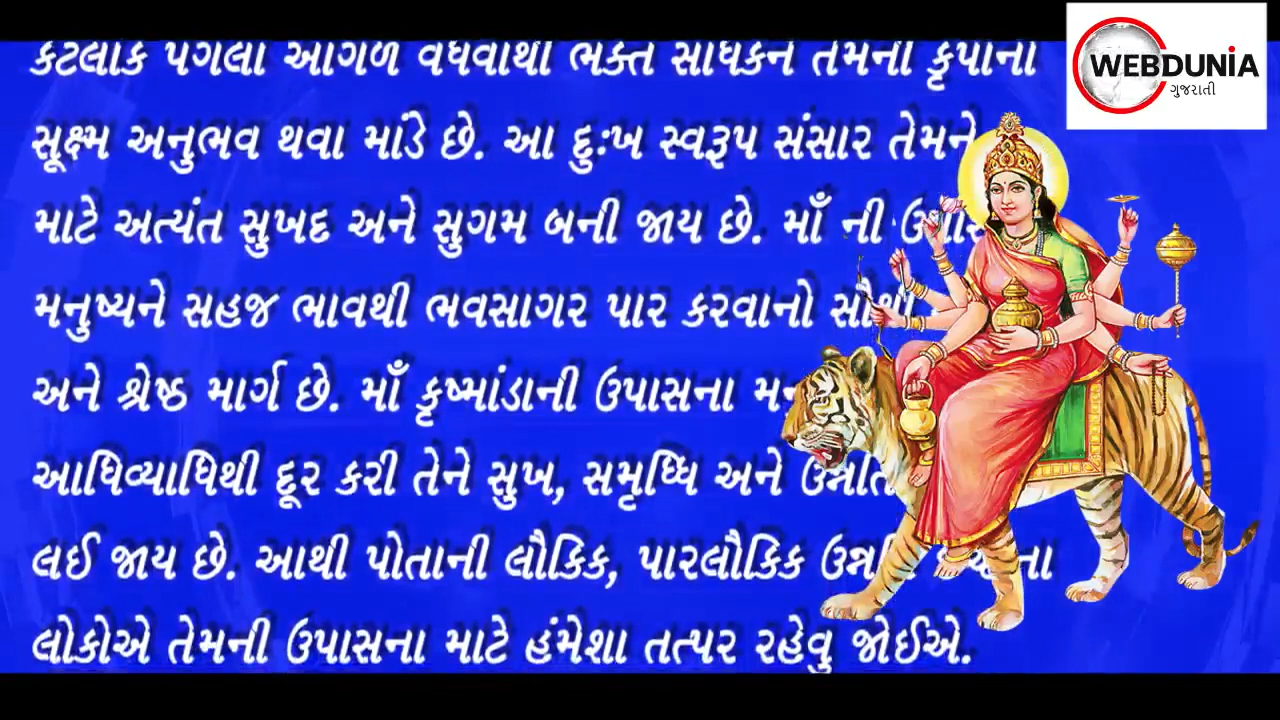 WEBDUNIA
ગુજરાતી
કેટલાંક પગલાં આગળ વધવાથી ભક્ત સાધકને તેમની કૃપાનો
સૂક્ષ્મ અનુભવ થવા માંડે છે. આ દુઃખ સ્વરૂપ સંસાર તેમને
માટે અત્યંત સુખદ અને સુગમ બની જાય છે. માઁ ની
મનુષ્યને સહજ ભાવથી ભવસાગર પાર કરવાનો
અને શ્રેષ્ઠ માર્ગ છે. માઁ કૃષ્માંડાની ઉપાસના
આધિવ્યાધિથી દૂર કરી તેને સુખ, સમૃધ્ધિ અને
લઈ જાય છે. આથી પોતાની લૌકિક, પારલૌકિક
લોકોએ તેમની ઉપાસના માટે હંમેશા તત્પર રહેવુ જોઈએ.